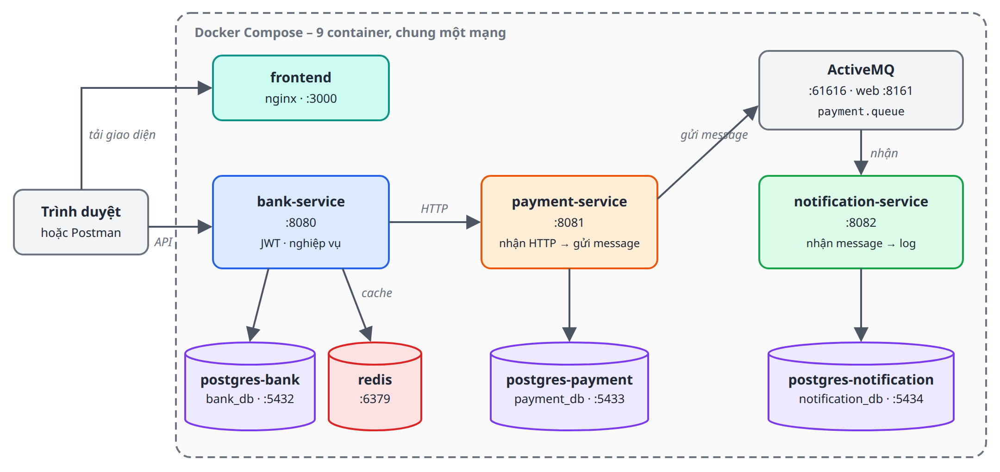 Docker Compose – 9 container, chung một mạng
frontend
nginx · :3000
ActiveMQ
:61616 · web :8161
payment.queue
tải giao diện
gửi message
nhận
Trình duyệt
hoặc Postman
API
bank-service
:8080
JWT · nghiệp vụ
HTTP
payment-service
:8081
nhận HTTP → gửi message
notification-service
:8082
nhận message → log
cache
postgres-bank
bank_db · :5432
redis
:6379
postgres-payment
payment_db · :5433
postgres-notification
notification_db · :5434